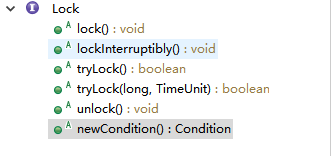 Lock
lock() : void
lockInterruptibly() : void
tryLock() : boolean
tryLock(long, TimeUnit) : boolean
unlock() : void
newCondition() : Condition